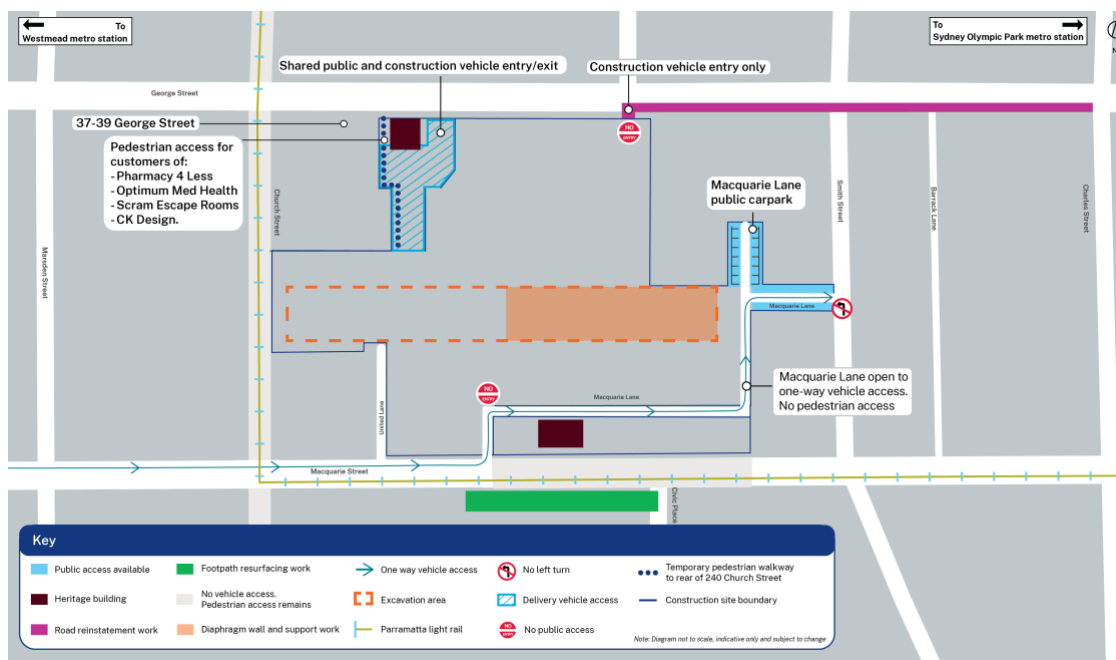 To
Westmead metro station
To
Sydney Olympic Park metro station
N
Shared public and construction vehicle entry/exit
Construction vehicle entry only
George Street
37-39 George Street
NO
ENTRY
Pedestrian access for
customers of:
- Pharmacy 4 Less
- Optimum Med Health
- Scram Escape Rooms
- CK Design.
Macquarie Lane
public carpark
Church Street
Smith Street
Barrack Lane
Charles Street
Marsden Street
Macquarie Lane
NO
ENTRY
Macquarie Lane
Macquarie Lane open to
one-way vehicle access.
No pedestrian access
United Lane
Macquarie Street
Civic Place
Key
Public access available
Footpath resurfacing work
One way vehicle access
No left turn
Temporary pedestrian walkway
to rear of 240 Church Street
Heritage building
No vehicle access.
Pedestrian access remains
Excavation area
Delivery vehicle access
Construction site boundary
Road reinstatement work
Diaphragm wall and support work
Parramatta light rail
NO
ENTRY
No public access
Note: Diagram not to scale, indicative only and subject to change